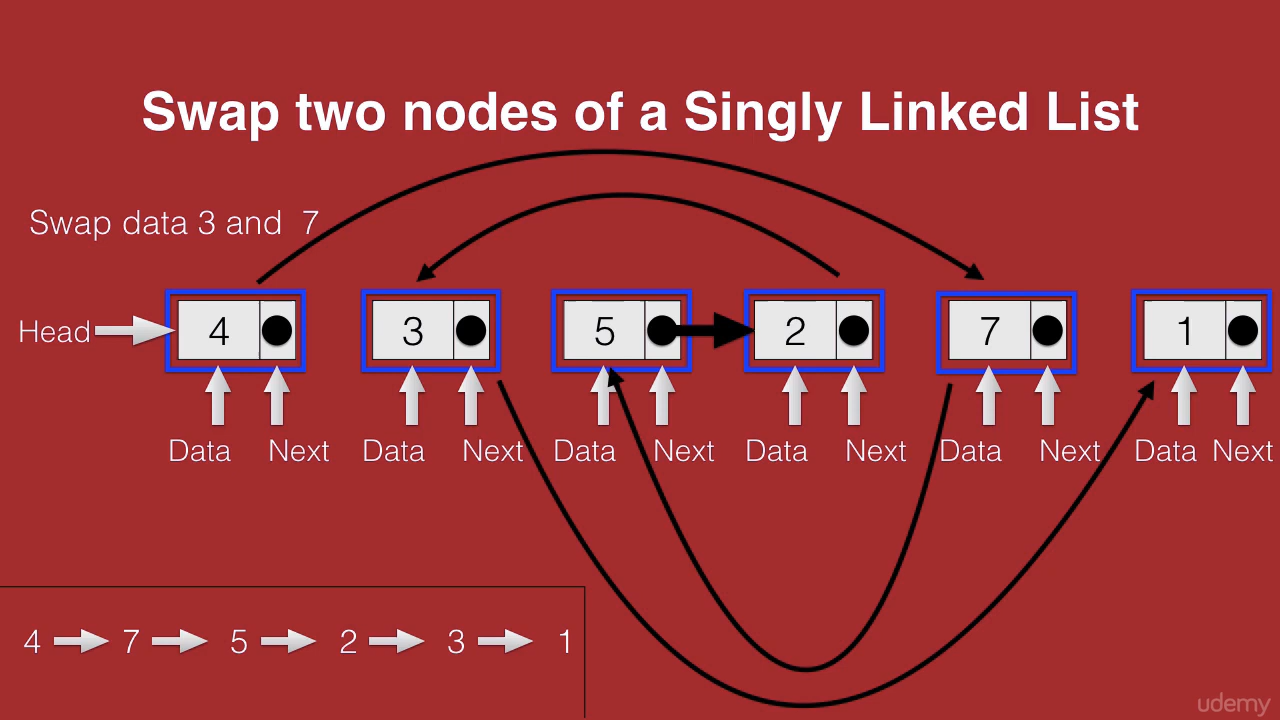 Swap two nodes of a Singly Linked List
Swap data 3 and 7
Head 4 3 5 2 7 1
Data Next Data Next Data Next Data Next Data Next Data Next
4 7 5 2 3 1
udemy